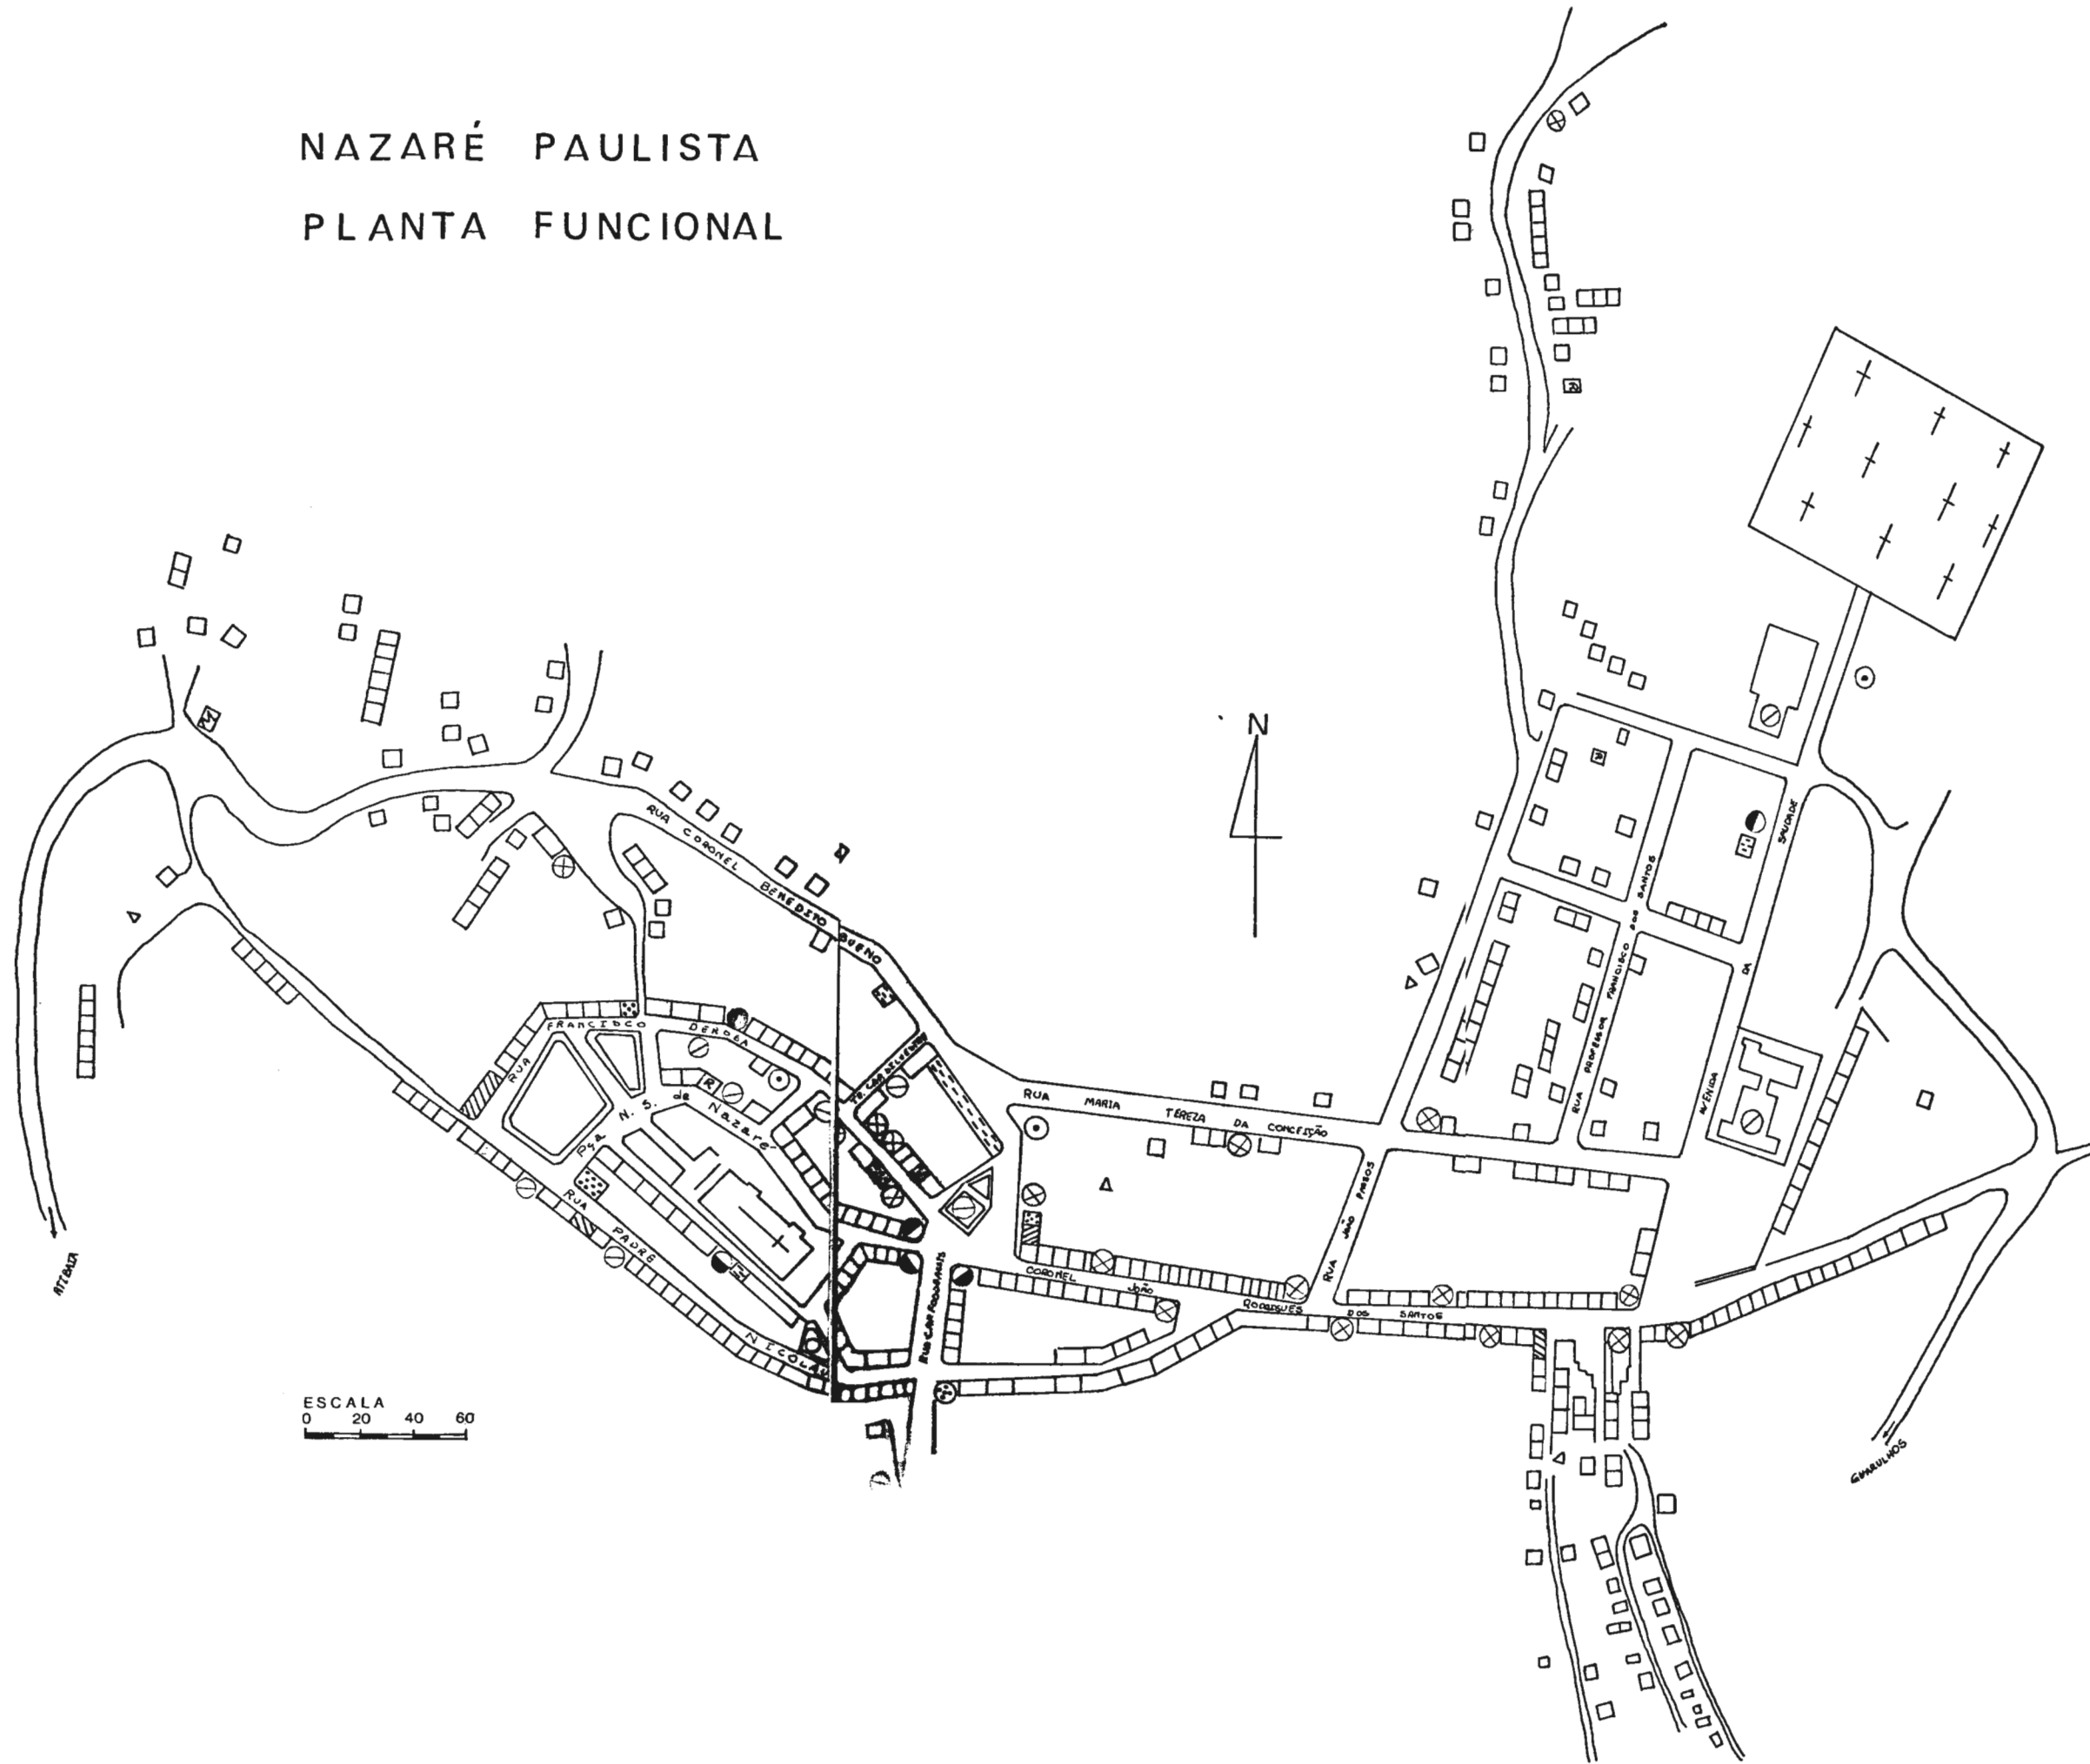 NAZARÉ PAULISTA
PLANTA FUNCIONAL
N
RUA CORONEL BENEDITO BUENO
RUA FRANCISCO DEROSA
Pça N. S. de Nazaré
R
RUA PADRE NICOLAU
RUA MARIA TEREZA DA CONCEIÇÃO
RUA JOÃO PASSOS
CORONEL JOÃO RODRIGUES DOS SANTOS
RUA PROFESSOR FRANCISCO DOS SANTOS
AVENIDA DA SAUDADE
ATIBAIA
GUARULHOS
ESCALA
0 20 40 60